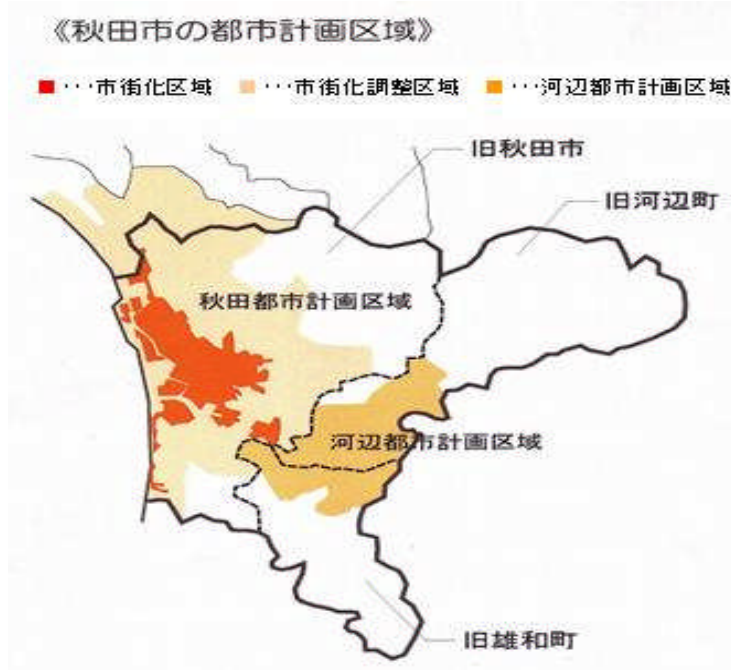 《秋田市の都市計画区域》
■···市街化区域 ■···市街化調整区域 ■···河辺都市計画区域
旧秋田市
旧河辺町
秋田都市計画区域
河辺都市計画区域
旧雄和町